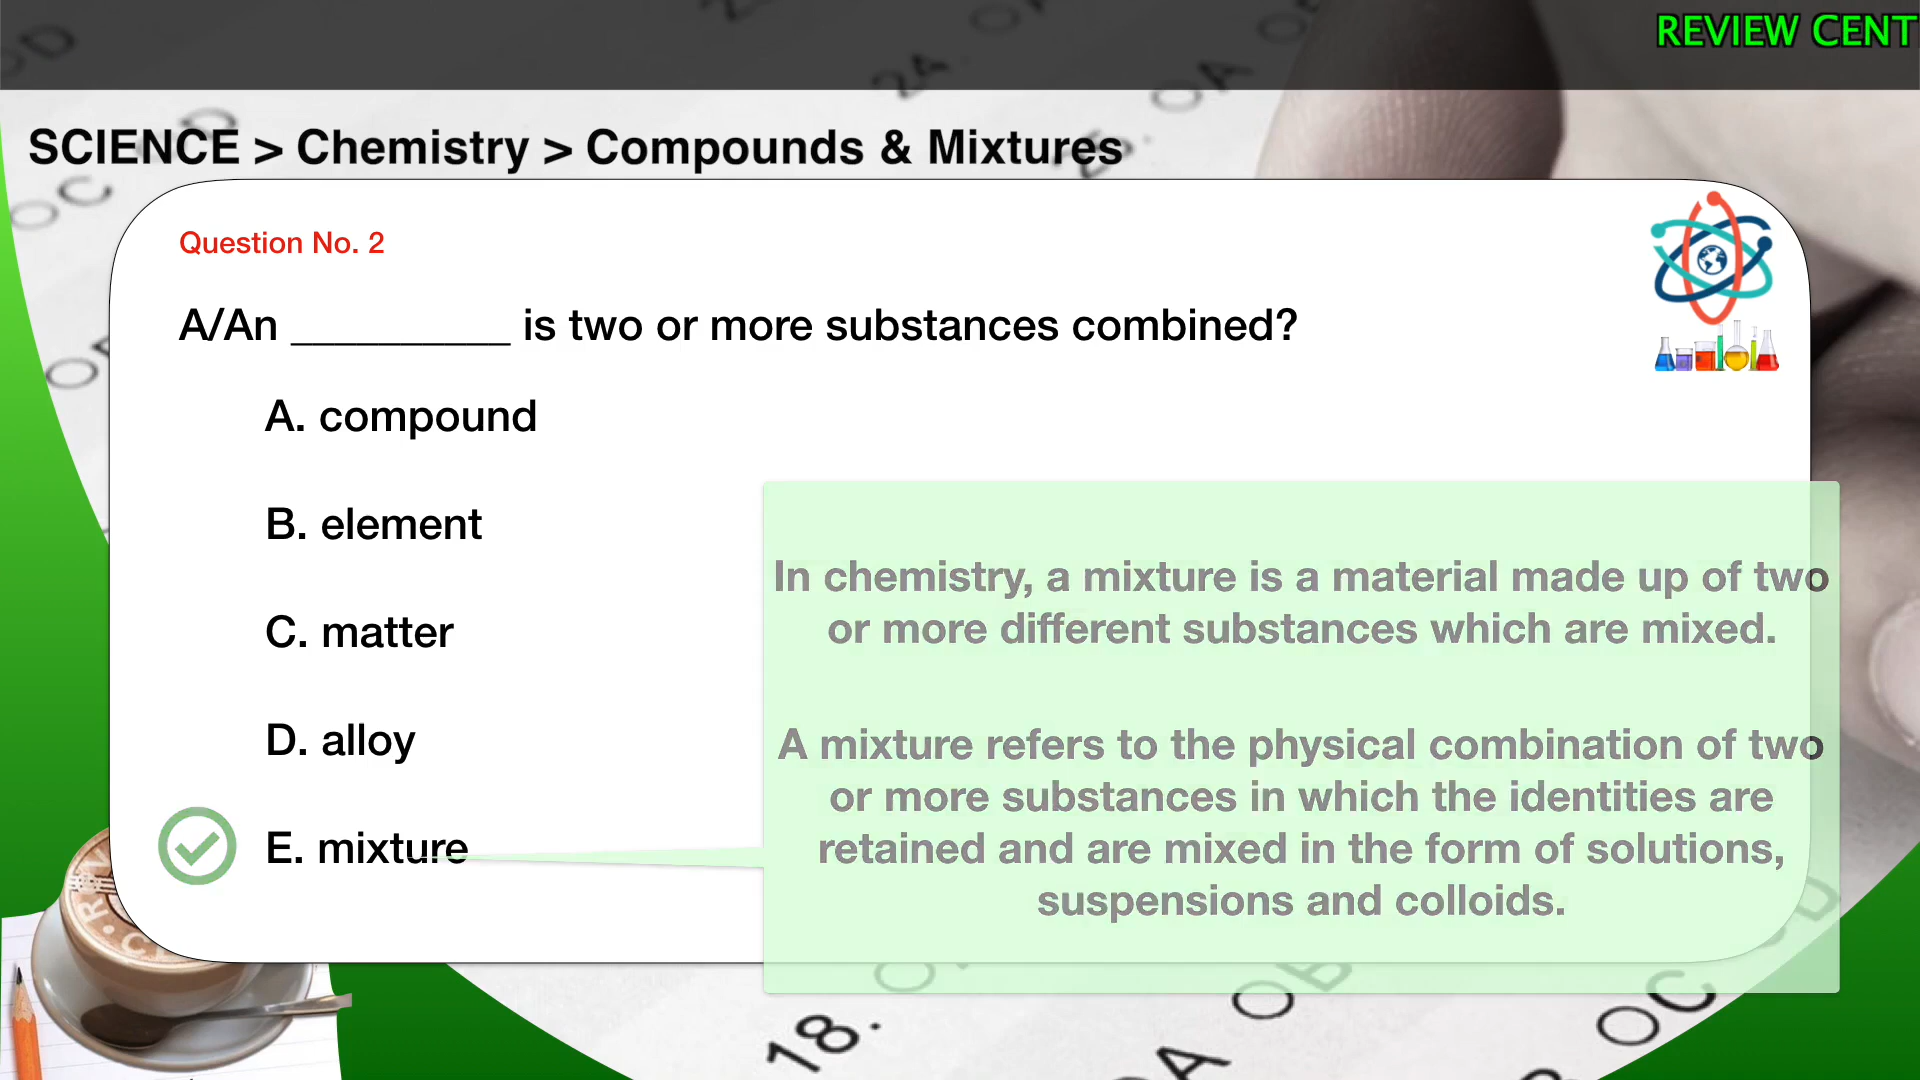 REVIEW CENT
SCIENCE > Chemistry > Compounds & Mixtures
Question No. 2
A/An __________ is two or more substances combined?
A. compound
B. element
C. matter
D. alloy
E. mixture
In chemistry, a mixture is a material made up of two
or more different substances which are mixed.
A mixture refers to the physical combination of two
or more substances in which the identities are
retained and are mixed in the form of solutions,
suspensions and colloids.
18.